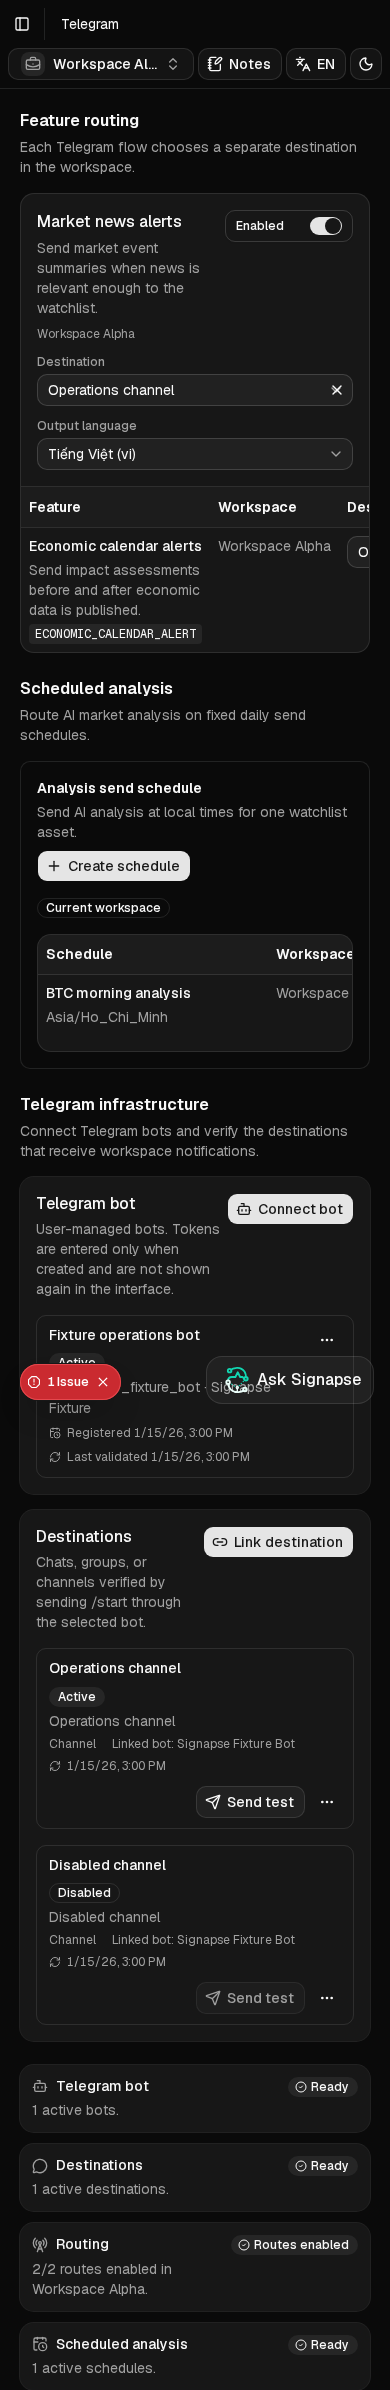 Telegram
Workspace Al...
Notes
EN
Feature routing
Each Telegram flow chooses a separate destination
in the workspace.
Market news alerts
Enabled
Send market event
summaries when news is
relevant enough to the
watchlist.
Workspace Alpha
Destination
Operations channel
Output language
Tiếng Việt (vi)
Feature Workspace
Economic calendar alerts Workspace Alpha
Send impact assessments
before and after economic
data is published.
ECONOMIC_CALENDAR_ALERT
Scheduled analysis
Route AI market analysis on fixed daily send
schedules.
Analysis send schedule
Send AI analysis at local times for one watchlist
asset.
Create schedule
Current workspace
Schedule Workspace
BTC morning analysis Workspace
Asia/Ho_Chi_Minh
Telegram infrastructure
Connect Telegram bots and verify the destinations
that receive workspace notifications.
Telegram bot
Connect bot
User-managed bots. Tokens
are entered only when
created and are not shown
again in the interface.
Fixture operations bot
Active
1 Issue
_fixture_bot · Signapse
Fixture
Ask Signapse
Registered 1/15/26, 3:00 PM
Last validated 1/15/26, 3:00 PM
Destinations
Link destination
Chats, groups, or
channels verified by
sending /start through
the selected bot.
Operations channel
Active
Operations channel
Channel Linked bot: Signapse Fixture Bot
1/15/26, 3:00 PM
Send test
Disabled channel
Disabled
Disabled channel
Channel Linked bot: Signapse Fixture Bot
1/15/26, 3:00 PM
Send test
Telegram bot Ready
1 active bots.
Destinations Ready
1 active destinations.
Routing Routes enabled
2/2 routes enabled in
Workspace Alpha.
Scheduled analysis Ready
1 active schedules.